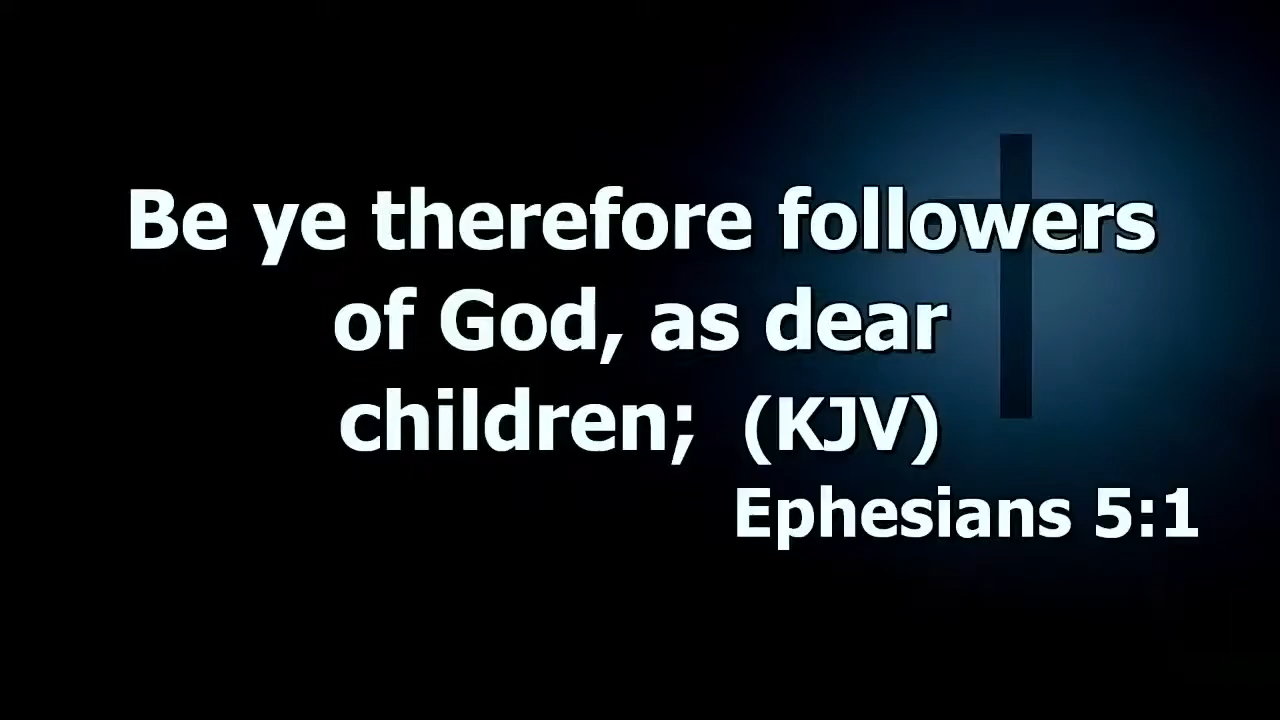 Be ye therefore followers
of God, as dear
children; (KJV)
Ephesians 5:1